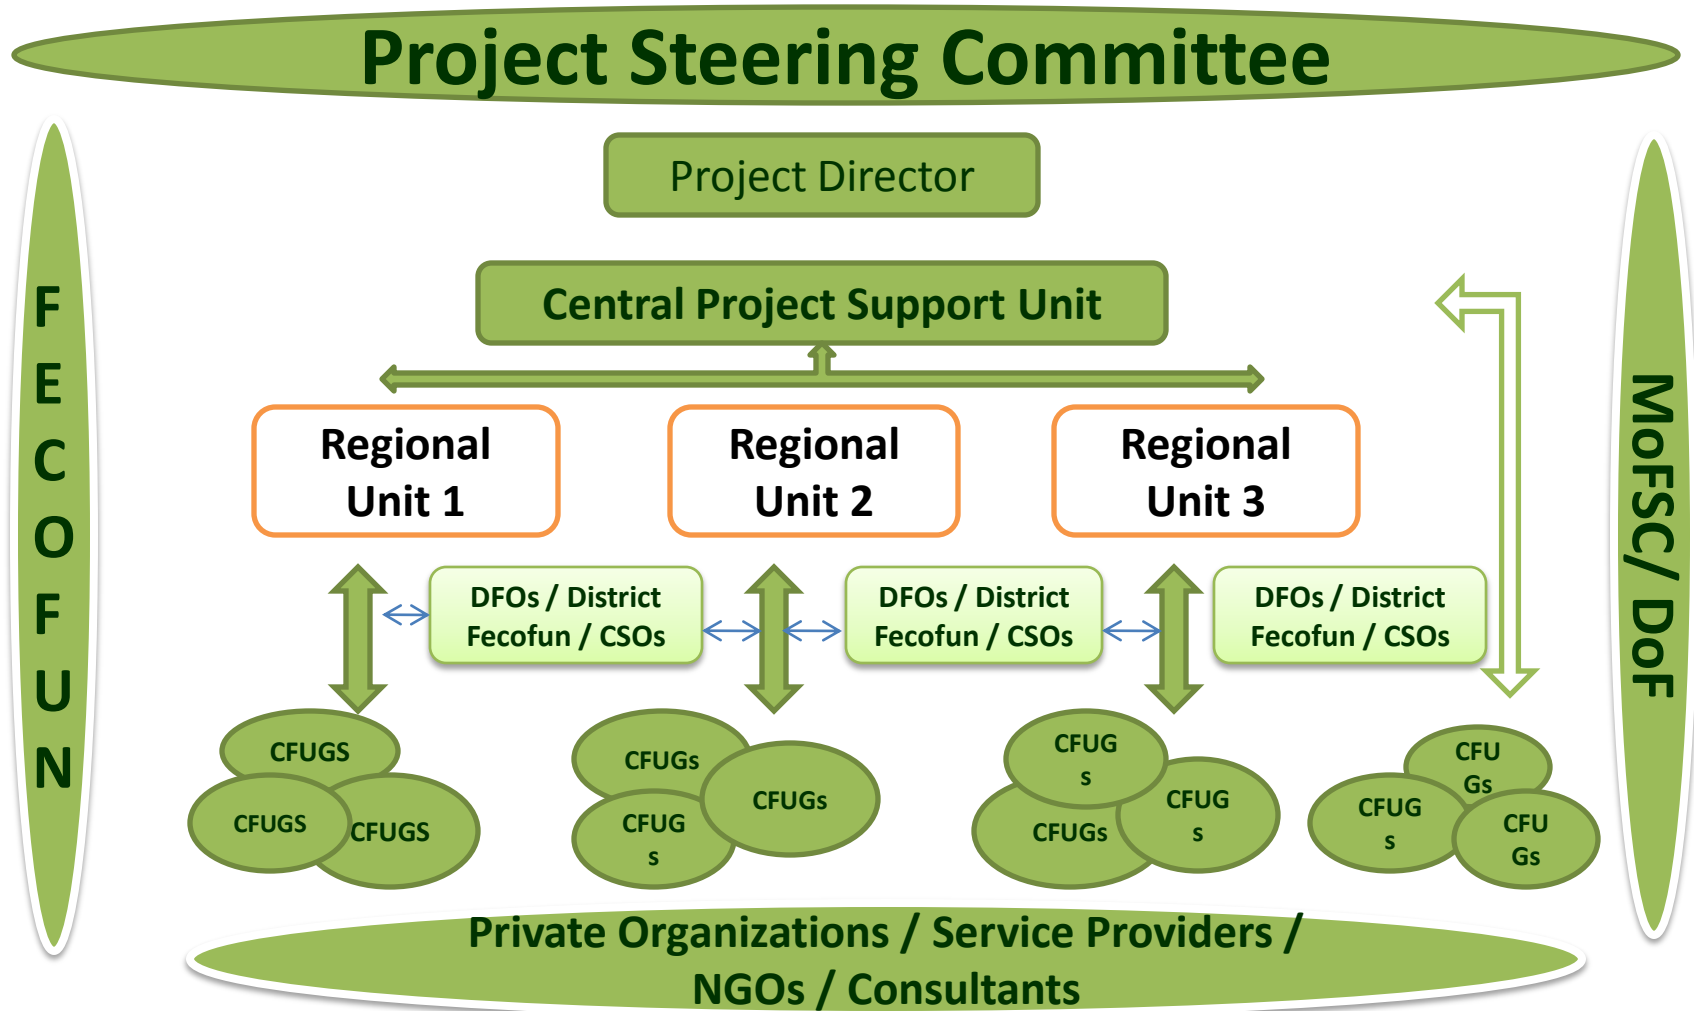 Project Steering Committee
Project Director
Central Project Support Unit
F
E
C
O
F
U
N
MoFSC/ DoF
Regional
Unit 1
Regional
Unit 2
Regional
Unit 3
DFOs / District
Fecofun / CSOs
DFOs / District
Fecofun / CSOs
DFOs / District
Fecofun / CSOs
CFUGS
CFUGS
CFUGS
CFUGs
CFUGs
CFUG
s
CFUG
s
CFUGs
CFUG
s
CFU
Gs
CFUG
s
CFU
Gs
Private Organizations / Service Providers /
NGOs / Consultants